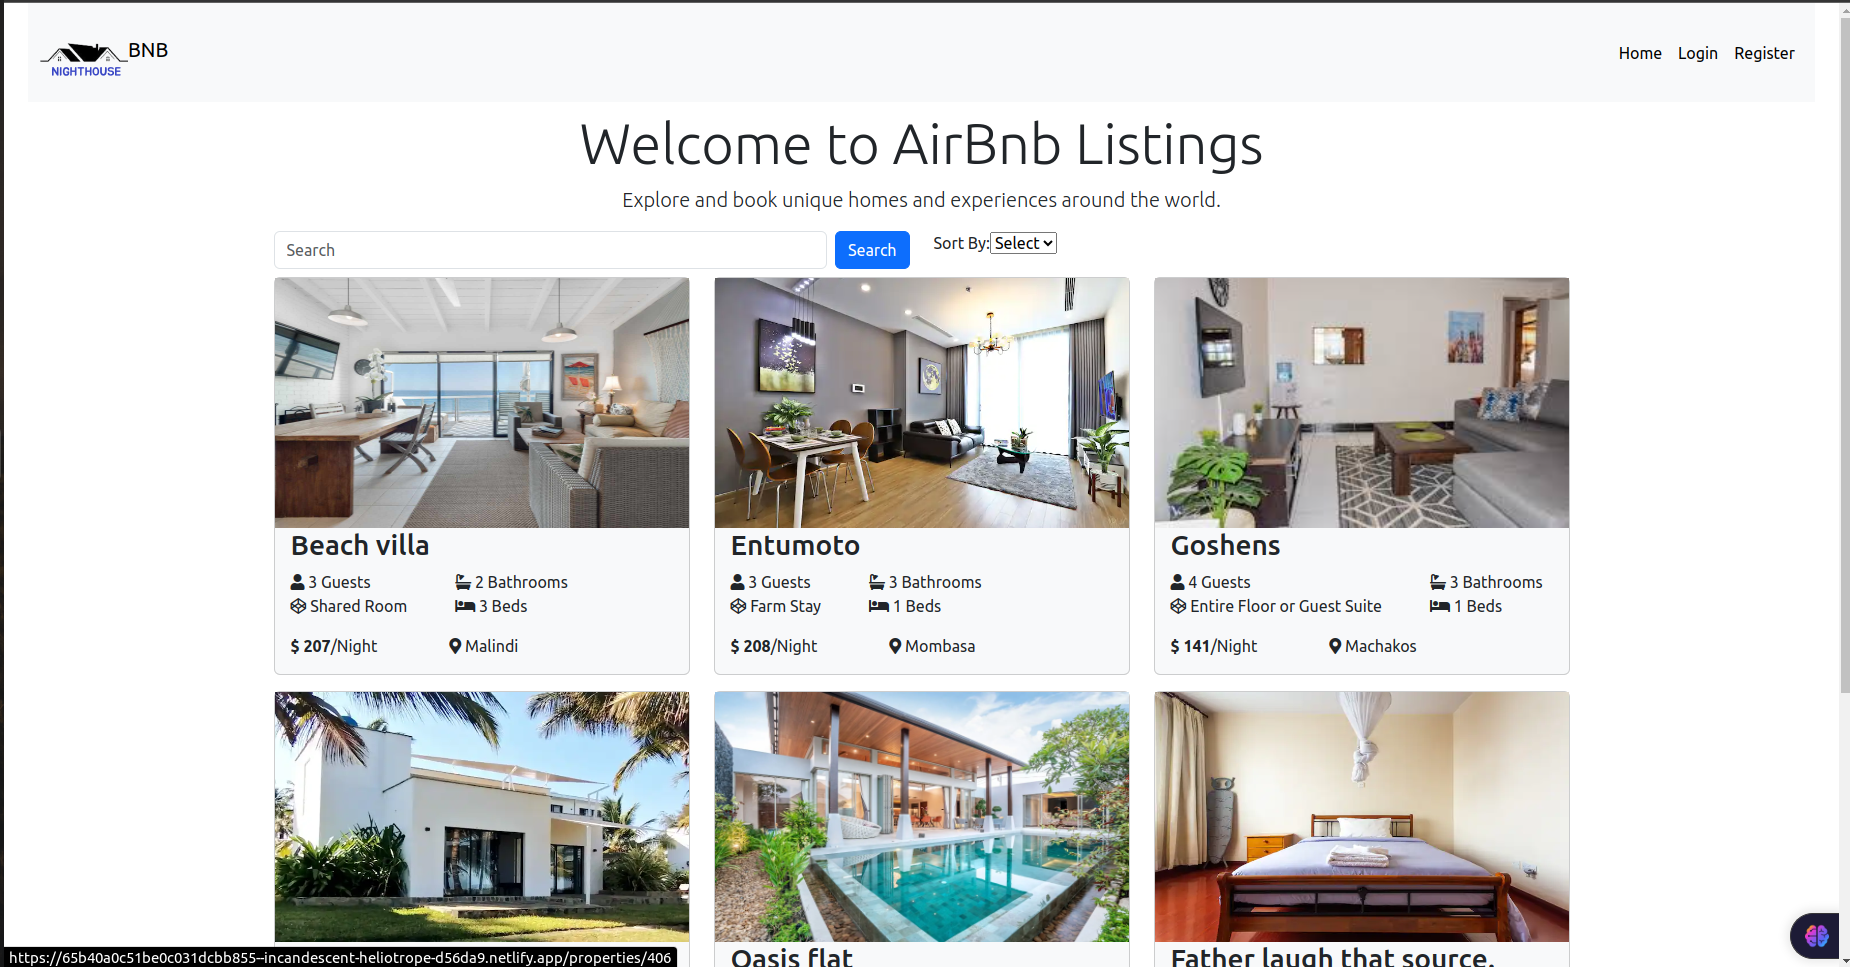 BNB
NIGHTHOUSE
Home Login Register
Welcome to AirBnb Listings
Explore and book unique homes and experiences around the world.
Search Search Sort By: Select
Beach villa
3 Guests 2 Bathrooms
Shared Room 3 Beds
$ 207/Night Malindi
Entumoto
3 Guests 3 Bathrooms
Farm Stay 1 Beds
$ 208/Night Mombasa
Goshens
4 Guests 3 Bathrooms
Entire Floor or Guest Suite 1 Beds
$ 141/Night Machakos
Oasis flat
Father laugh that source.
https://65b40a0c51be0c031dcbb855--incandescent-heliotrope-d56da9.netlify.app/properties/406